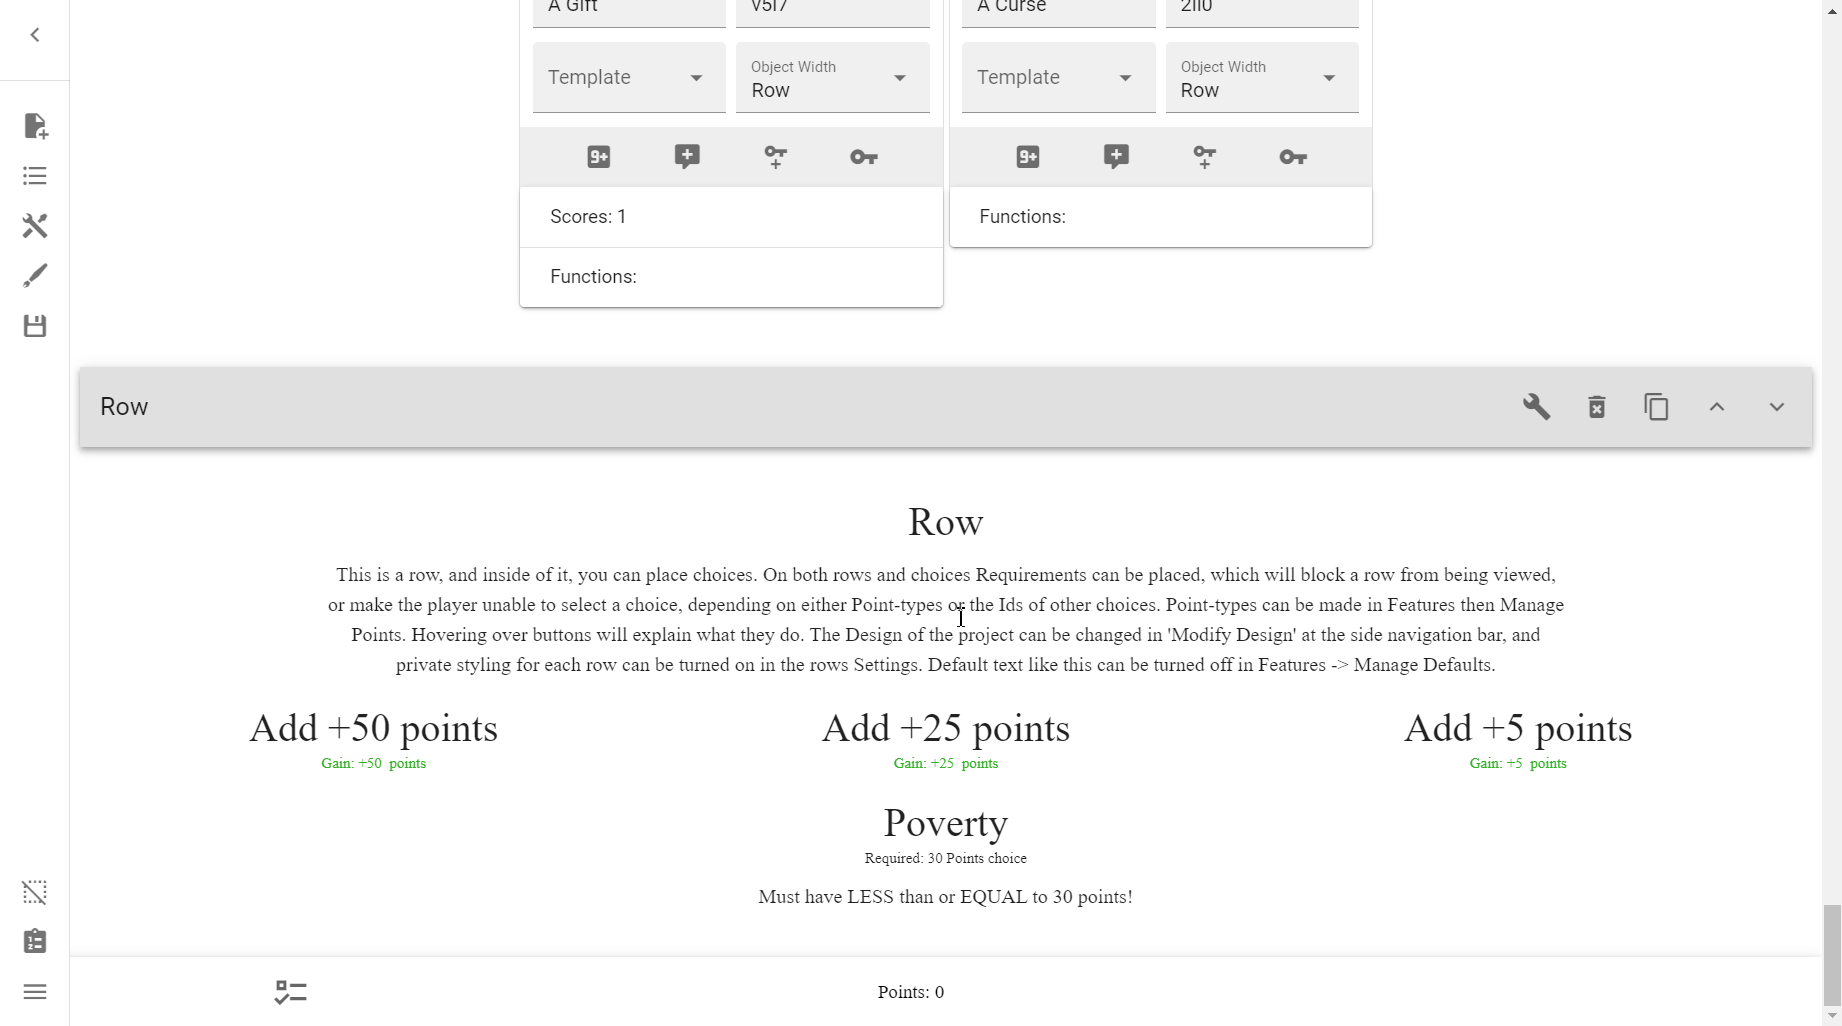 A Gift
A Curse
Template
Object Width
Row
Template
Object Width
Row
9+
9+
Scores: 1
Functions:
Functions:
Row
Row
This is a row, and inside of it, you can place choices. On both rows and choices Requirements can be placed, which will block a row from being viewed,
or make the player unable to select a choice, depending on either Point-types or the Ids of other choices. Point-types can be made in Features then Manage
Points. Hovering over buttons will explain what they do. The Design of the project can be changed in 'Modify Design' at the side navigation bar, and
private styling for each row can be turned on in the rows Settings. Default text like this can be turned off in Features -> Manage Defaults.
Add +50 points
Gain: +50 points
Add +25 points
Gain: +25 points
Add +5 points
Gain: +5 points
Poverty
Required: 30 Points choice
Must have LESS than or EQUAL to 30 points!
Points: 0